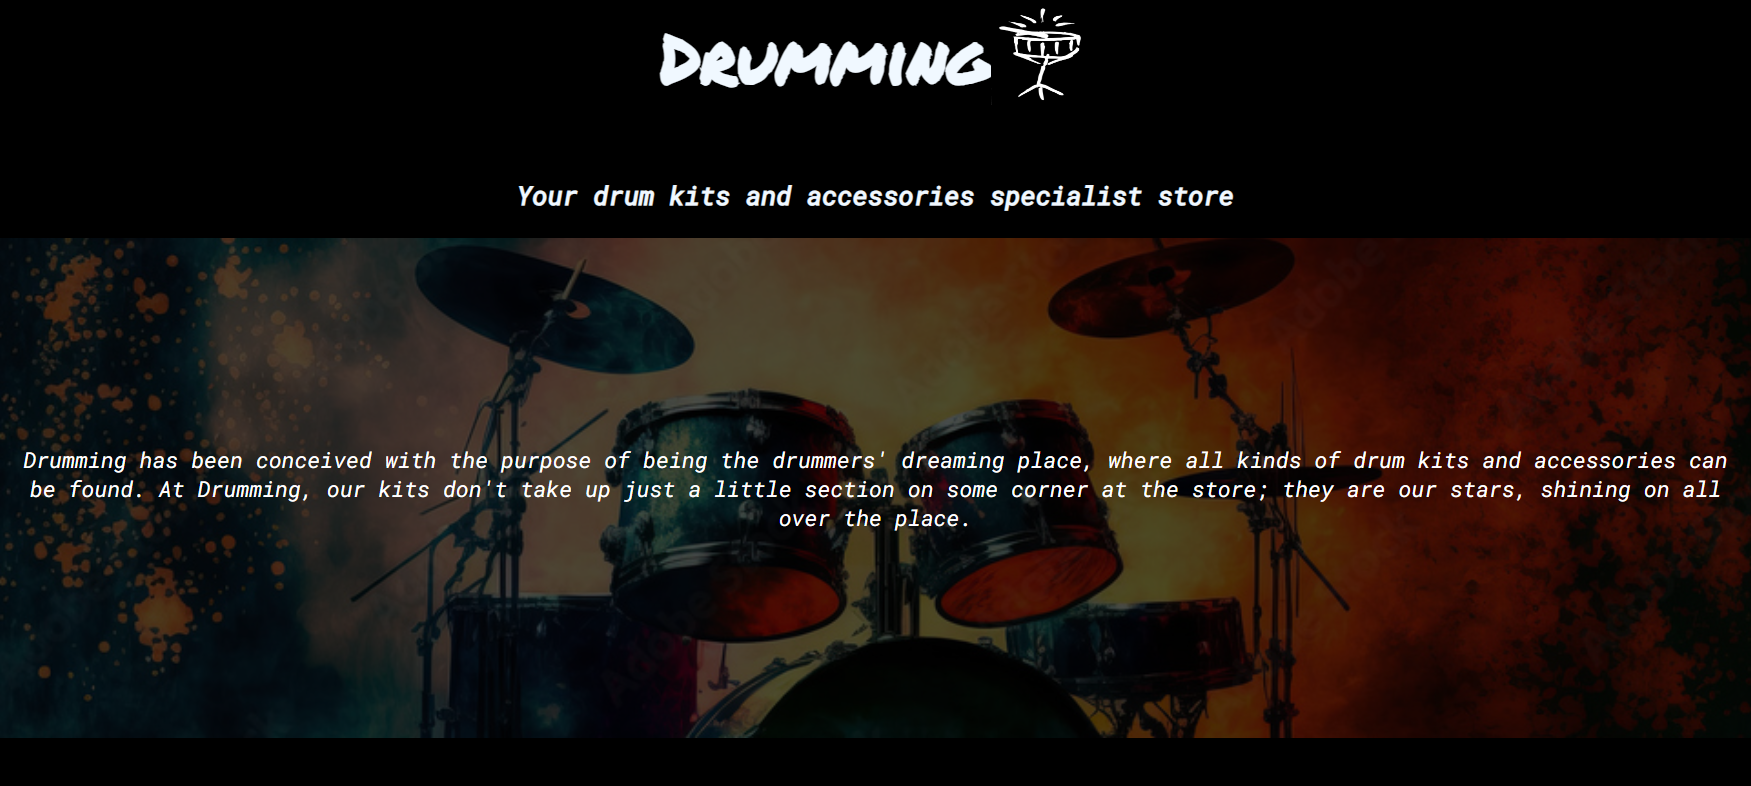 DRUMMING
Your drum kits and accessories specialist store
Drumming has been conceived with the purpose of being the drummers' dreaming place, where all kinds of drum kits and accessories can
be found. At Drumming, our kits don't take up just a little section on some corner at the store; they are our stars, shining on all
over the place.